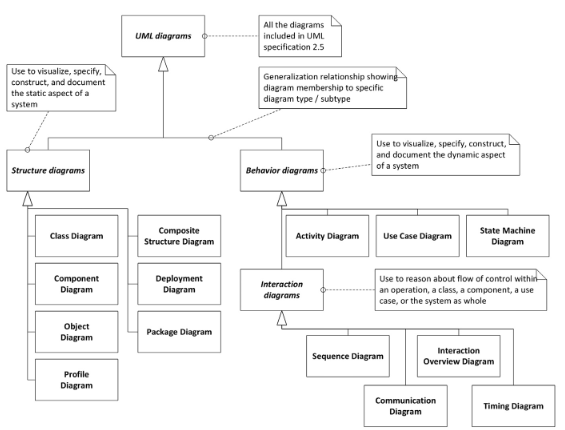 UML diagrams
All the diagrams
included in UML
specification 2.5
Use to visualize, specify,
construct, and document
the static aspect of a
system
Generalization relationship showing
diagram membership to specific
diagram type / subtype
Structure diagrams
Behavior diagrams
Use to visualize, specify, construct,
and document the dynamic aspect
of a system
Class Diagram
Composite
Structure Diagram
Activity Diagram
Use Case Diagram
State Machine
Diagram
Component
Diagram
Deployment
Diagram
Interaction
diagrams
Use to reason about flow of control within
an operation, a class, a component, a use
case, or the system as whole
Object
Diagram
Package Diagram
Sequence Diagram
Interaction
Overview Diagram
Profile
Diagram
Communication
Diagram
Timing Diagram